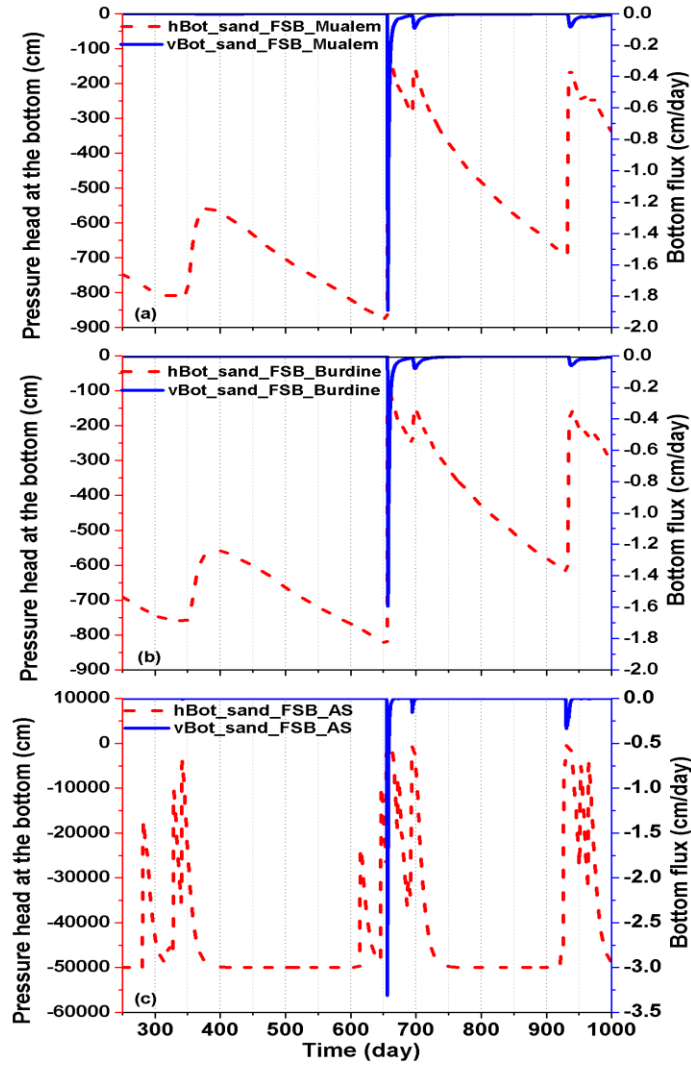 0 0.0
hBot_sand_FSB_Mualem
-100 -0.2
vBot_sand_FSB_Mualem
-200 -0.4
-300 -0.6
-400 -0.8
-500 -1.0
-600 -1.2
-700 -1.4
-1.6
-800 -1.8
-900 -2.0
(a)
Pressure head at the bottom (cm)
Bottom flux (cm/day)
0 0.0
hBot_sand_FSB_Burdine
-100 -0.2
vBot_sand_FSB_Burdine
-200 -0.4
-300 -0.6
-400 -0.8
-500 -1.0
-600 -1.2
-700 -1.4
-1.6
-800 -1.8
-900 -2.0
(b)
Pressure head at the bottom (cm)
Bottom flux (cm/day)
10000 0.0
hBot_sand_FSB_AS
vBot_sand_FSB_AS
0 -0.5
-10000 -1.0
-20000 -1.5
-30000 -2.0
-40000 -2.5
-50000 -3.0
-60000 -3.5
(c)
Pressure head at the bottom (cm)
Bottom flux (cm/day)
300 400 500 600 700 800 900 1000
Time (day)